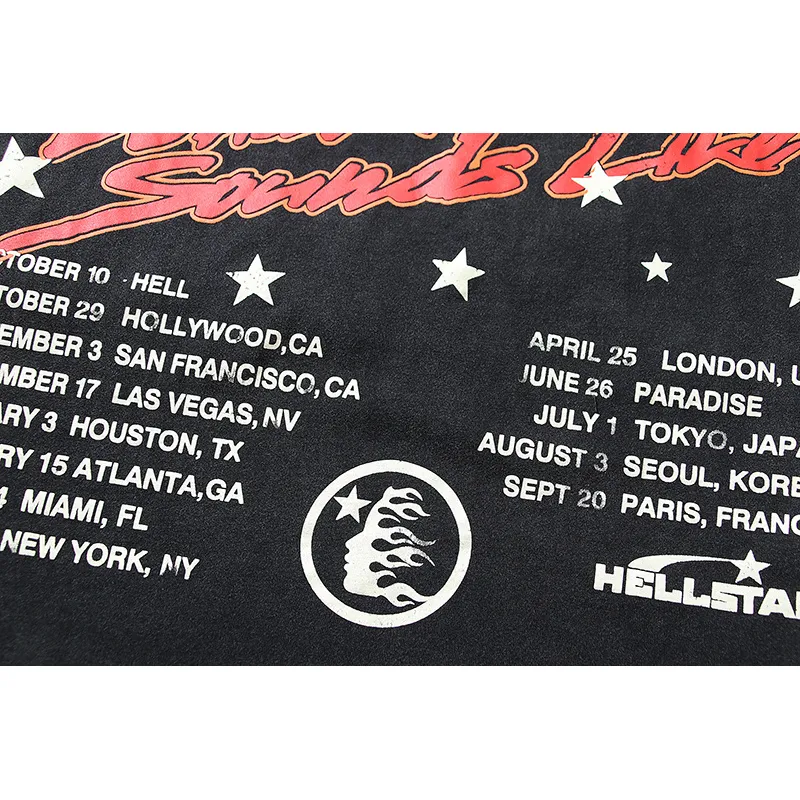 Sounds Like
TOBER 10 - HELL
TOBER 29 HOLLYWOOD,CA
EMBER 3 SAN FRANCISCO, CA
MBER 17 LAS VEGAS, NV
ARY 3 HOUSTON, TX
RY 15 ATLANTA,GA
4 MIAMI, FL
NEW YORK, NY
APRIL 25 LONDON, U
JUNE 26 PARADISE
JULY 1 TOKYO, JAPA
AUGUST 3 SEOUL, KORE
SEPT 20 PARIS, FRANC
HELLSTA